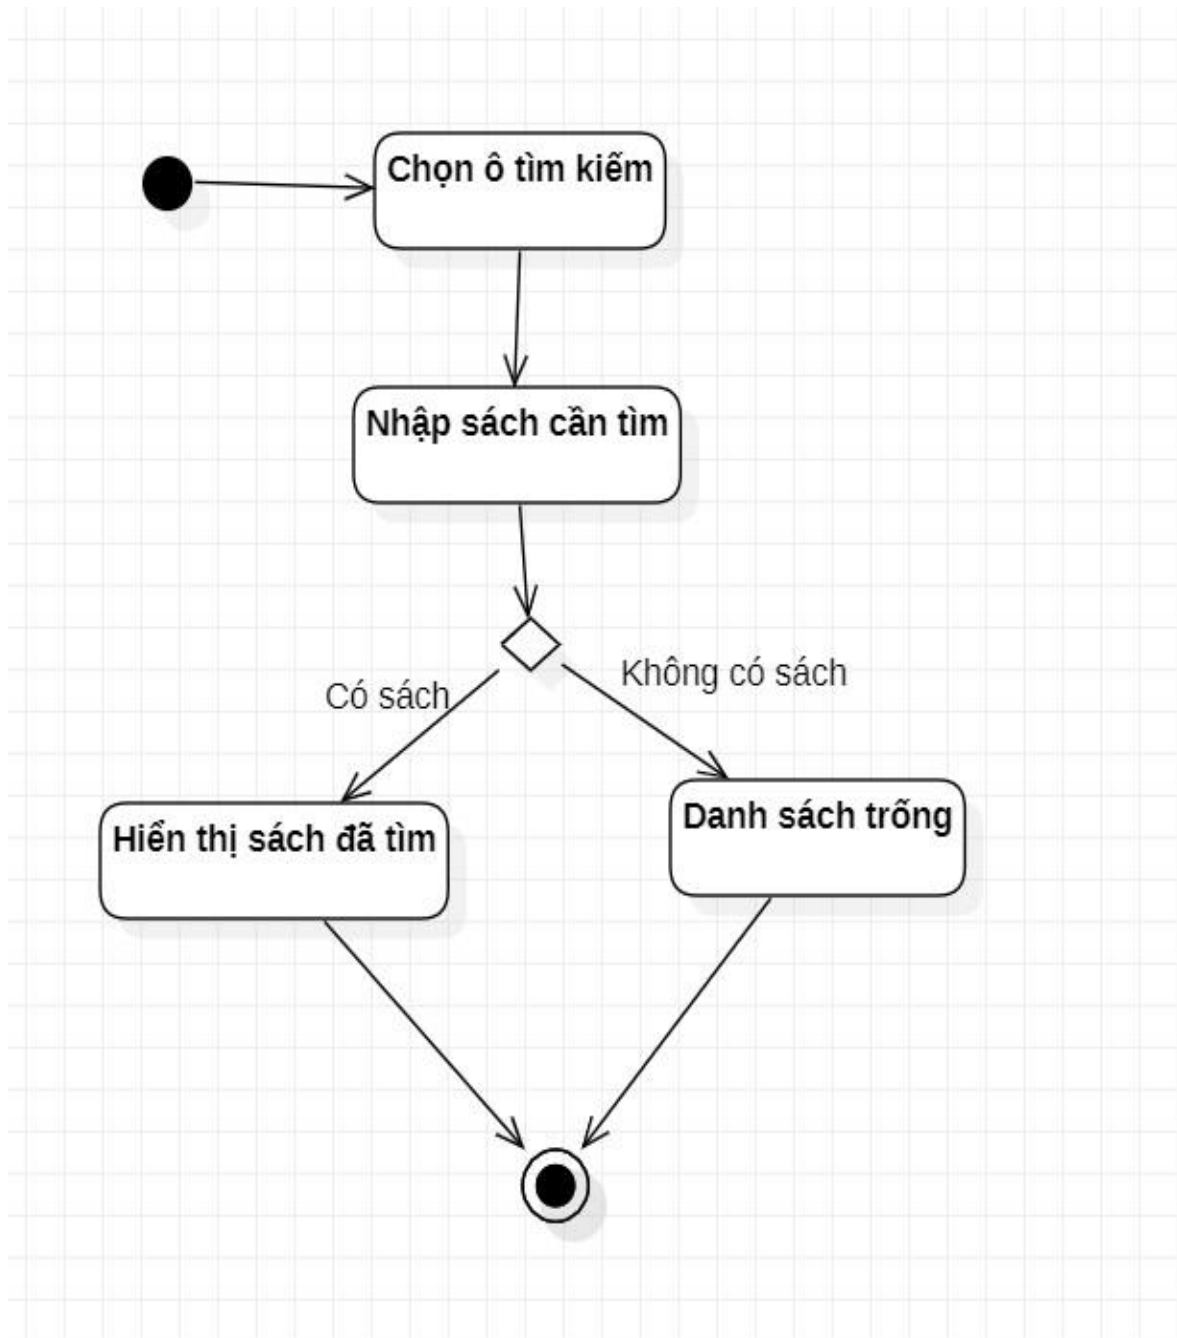 Chọn ô tìm kiếm
Nhập sách cần tìm
Không có sách
Có sách
Danh sách trống
Hiển thị sách đã tìm